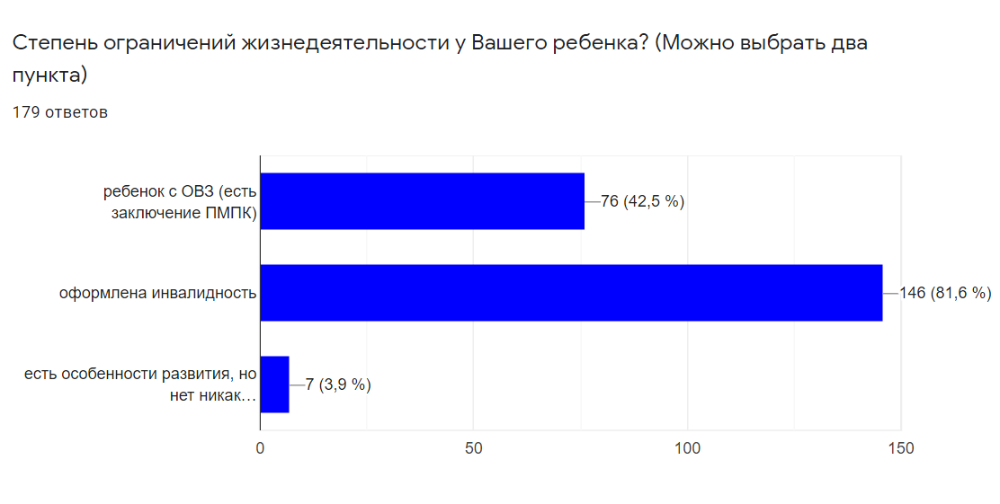 Степень ограничений жизнедеятельности у Вашего ребенка? (Можно выбрать два
пункта)
179 ответов
ребенок с ОВЗ (есть
заключение ПМПК)
76 (42,5 %)
оформлена инвалидность
146 (81,6 %)
есть особенности развития, но
нет никак…
7 (3,9 %)
0
50
100
150